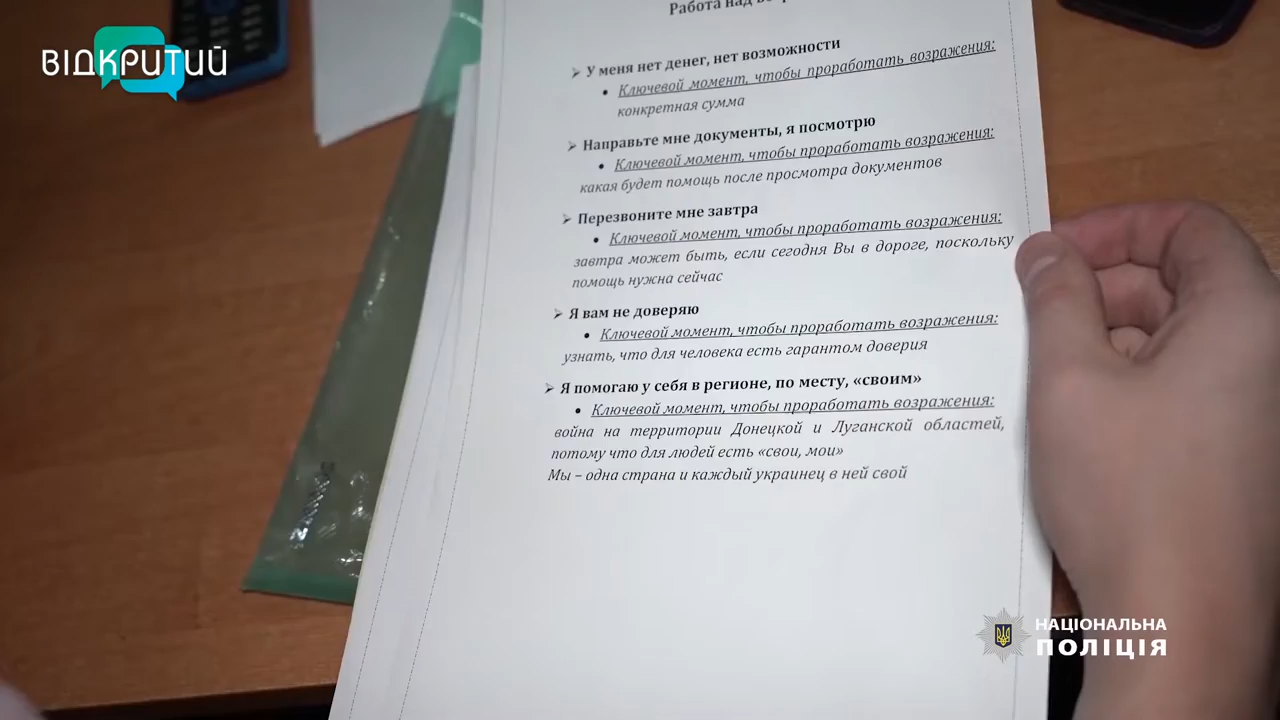 ВІДКРИТИЙ
Работа над
➢ У меня нет денег, нет возможности
• Ключевой момент, чтобы проработать возражения:
конкретная сумма
➢ Направьте мне документы, я посмотрю
• Ключевой момент, чтобы проработать возражения:
какая будет помощь после просмотра документов
➢ Перезвоните мне завтра
• Ключевой момент, чтобы проработать возражения:
завтра может быть, если сегодня Вы в дороге, поскольку
помощь нужна сейчас
➢ Я вам не доверяю
• Ключевой момент, чтобы проработать возражения:
узнать, что для человека есть гарантом доверия
➢ Я помогаю у себя в регионе, по месту, «своим»
• Ключевой момент, чтобы проработать возражения:
война на территории Донецкой и Луганской областей,
потому что для людей есть «свои, мои»
Мы – одна страна и каждый украинец в ней свой
НАЦІОНАЛЬНА
ПОЛІЦІЯ